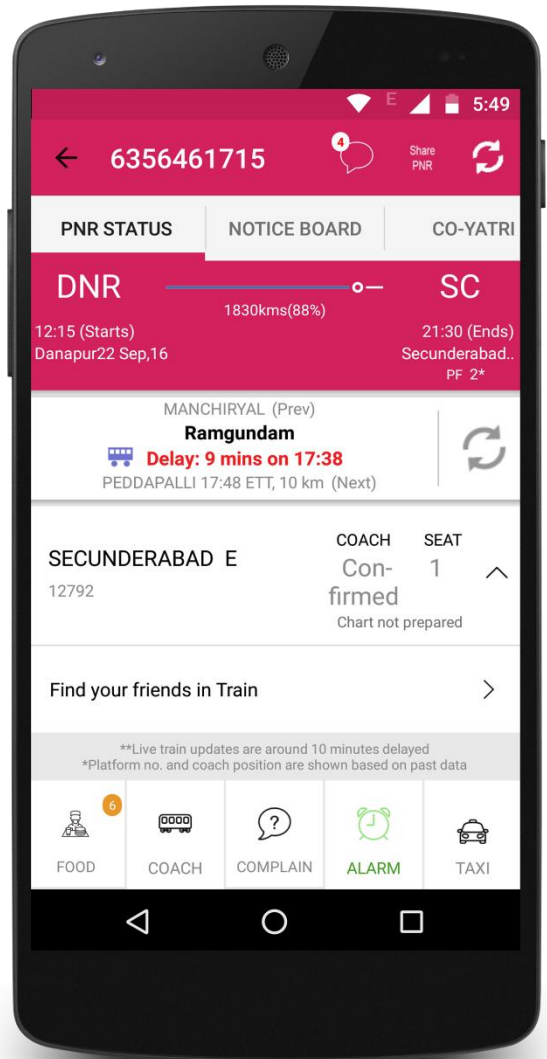 E 5:49
6356461715
4
Share
PNR
PNR STATUS NOTICE BOARD CO-YATRI
DNR SC
1830kms(88%)
12:15 (Starts) 21:30 (Ends)
Danapur22 Sep,16 Secunderabad..
PF 2*
MANCHIRYAL (Prev)
Ramgundam
Delay: 9 mins on 17:38
PEDDAPALLI 17:48 ETT, 10 km (Next)
COACH SEAT
SECUNDERABAD E Con- 1
12792 firmed
Chart not prepared
Find your friends in Train
**Live train updates are around 10 minutes delayed
*Platform no. and coach position are shown based on past data
6
?
FOOD COACH COMPLAIN ALARM TAXI